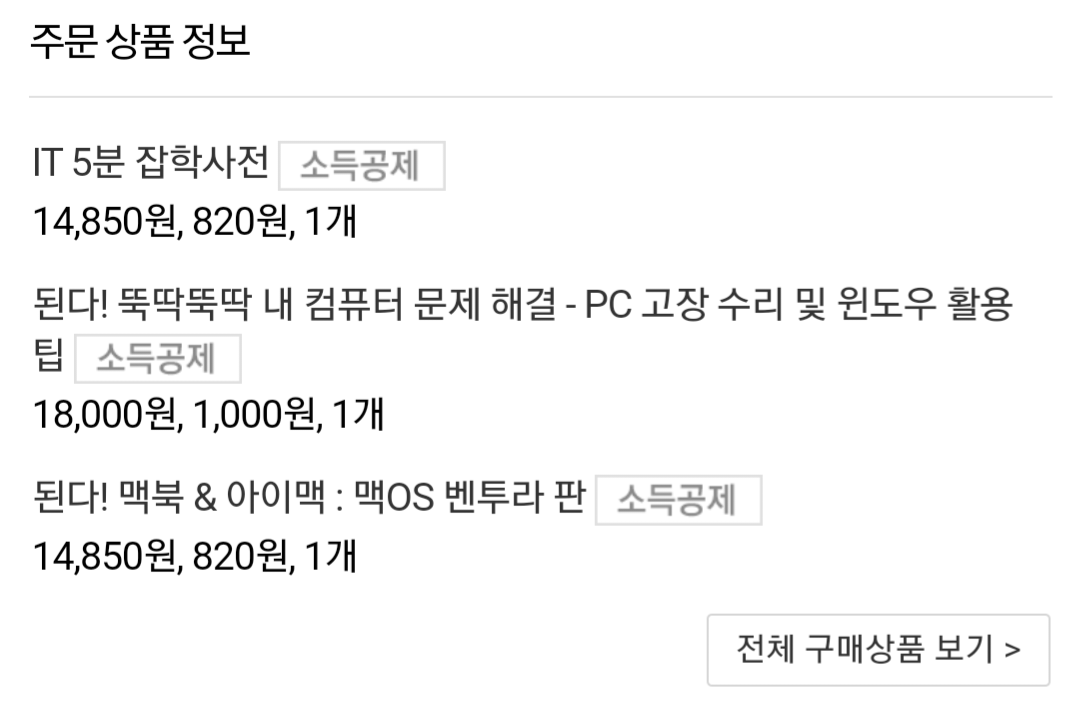 주문 상품 정보
IT 5분 잡학사전 소득공제
14,850원, 820원, 1개
된다! 뚝딱뚝딱 내 컴퓨터 문제 해결 - PC 고장 수리 및 윈도우 활용
팁 소득공제
18,000원, 1,000원, 1개
된다! 맥북 & 아이맥 : 맥OS 벤투라 판 소득공제
14,850원, 820원, 1개
전체 구매상품 보기 >